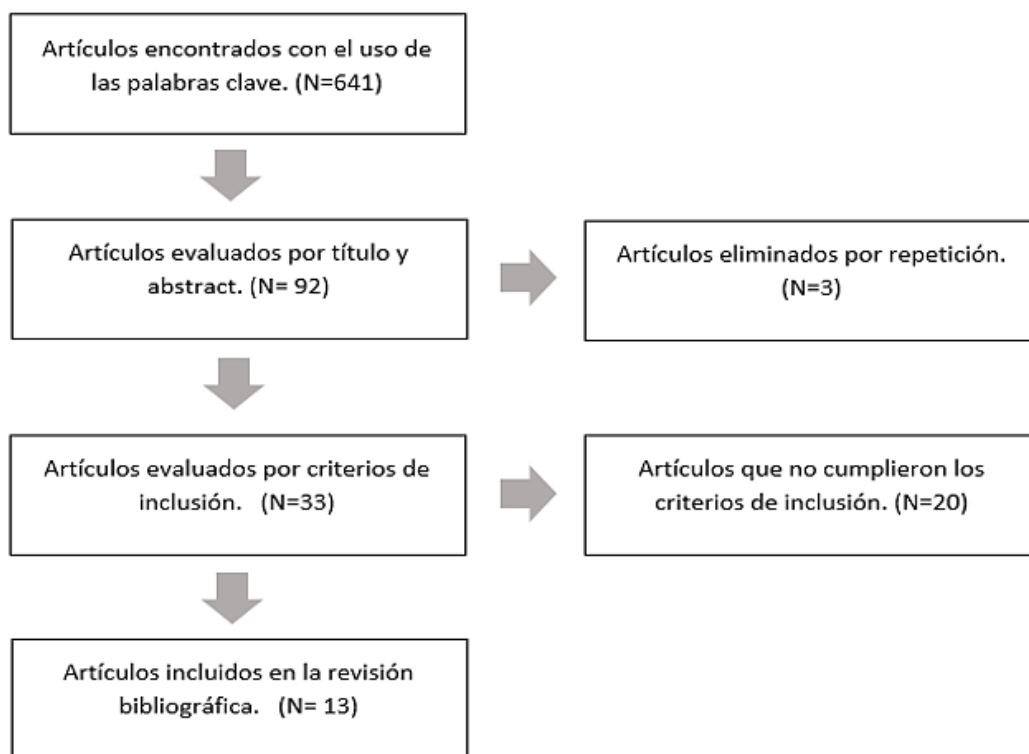 Artículos encontrados con el uso de
las palabras clave. (N=641)
Artículos evaluados por título y
abstract. (N= 92)
Artículos eliminados por repetición.
(N=3)
Artículos evaluados por criterios de
inclusión.   (N=33)
Artículos que no cumplieron los
criterios de inclusión. (N=20)
Artículos incluidos en la revisión
bibliográfica.   (N= 13)